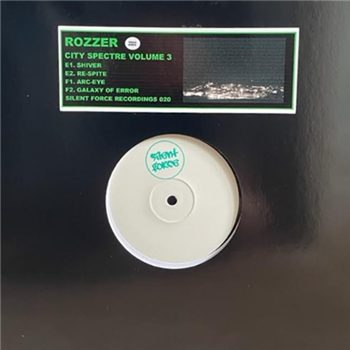 ROZZER
CITY SPECTRE VOLUME 3
E1. SHIVER
E2. RE-SPITE
F1. ARC-EYE
F2. GALAXY OF ERROR
SILENT FORCE RECORDINGS 020
Silent
Force